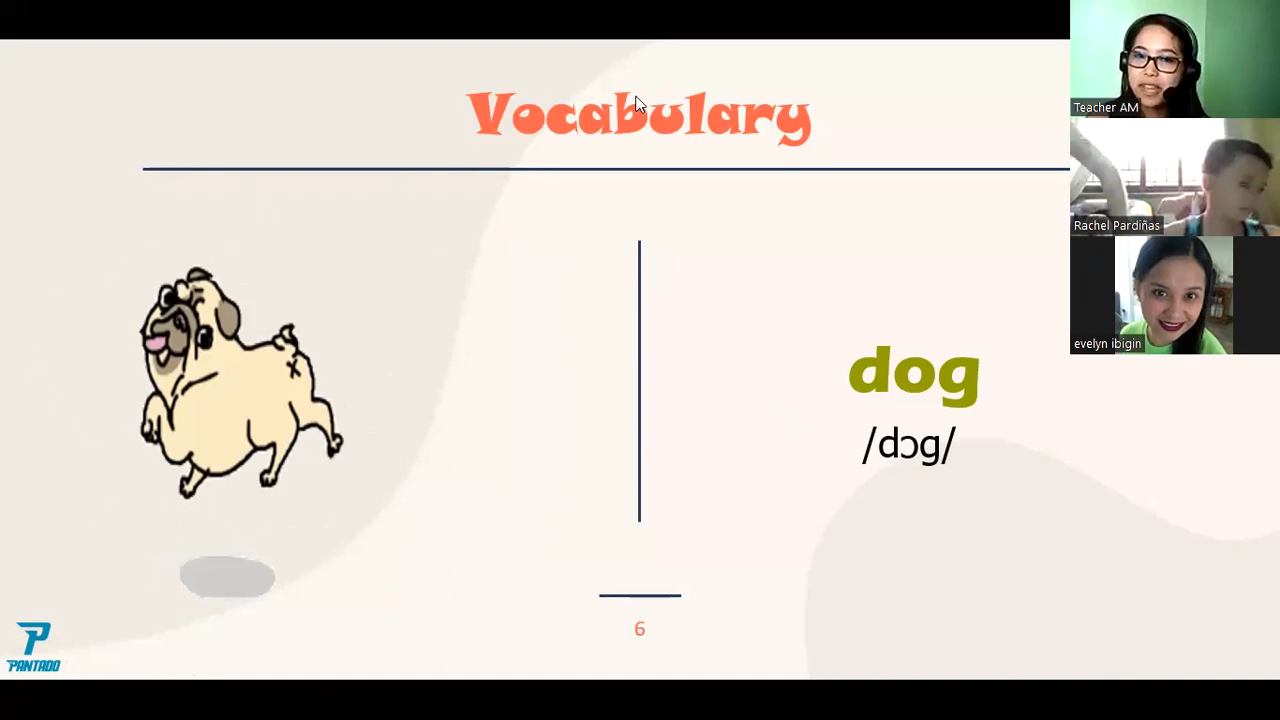 Vocabulary
Teacher AM
Rachel Pardiñas
evelyn ibigin
dog
/dɔg/
6
PANTADO